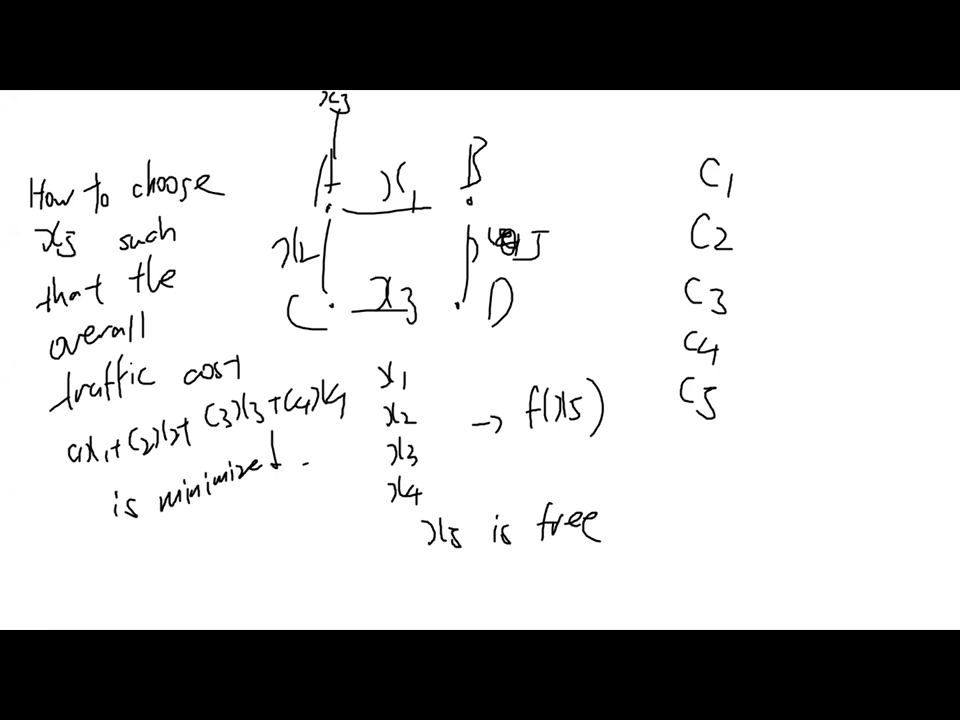 x3
A x1 B
x2
C x3 D
How to choose
x5 such
that the
overall
traffic cost
c1x1+c2x2+c3x3+c4x4
is minimized.
x1
x2
x3
x4
→ f(x5)
x5 is free
C1
C2
C3
C4
C5